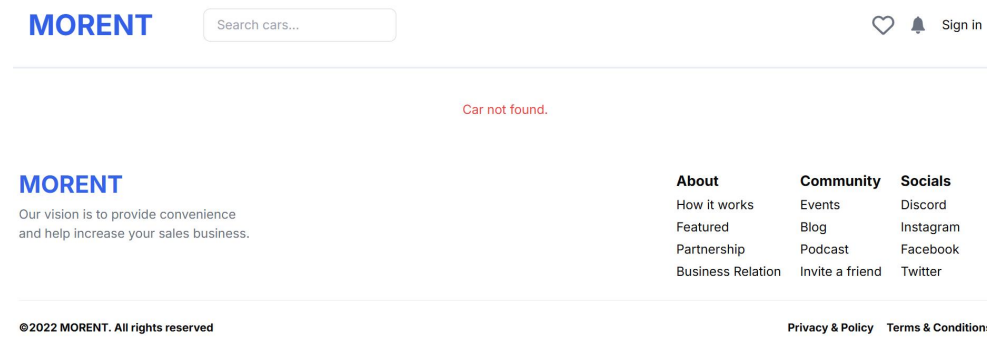 MORENT
Search cars...
Sign in
Car not found.
MORENT
Our vision is to provide convenience
and help increase your sales business.
About
How it works
Featured
Partnership
Business Relation
Community
Events
Blog
Podcast
Invite a friend
Socials
Discord
Instagram
Facebook
Twitter
©2022 MORENT. All rights reserved
Privacy & Policy
Terms & Conditions